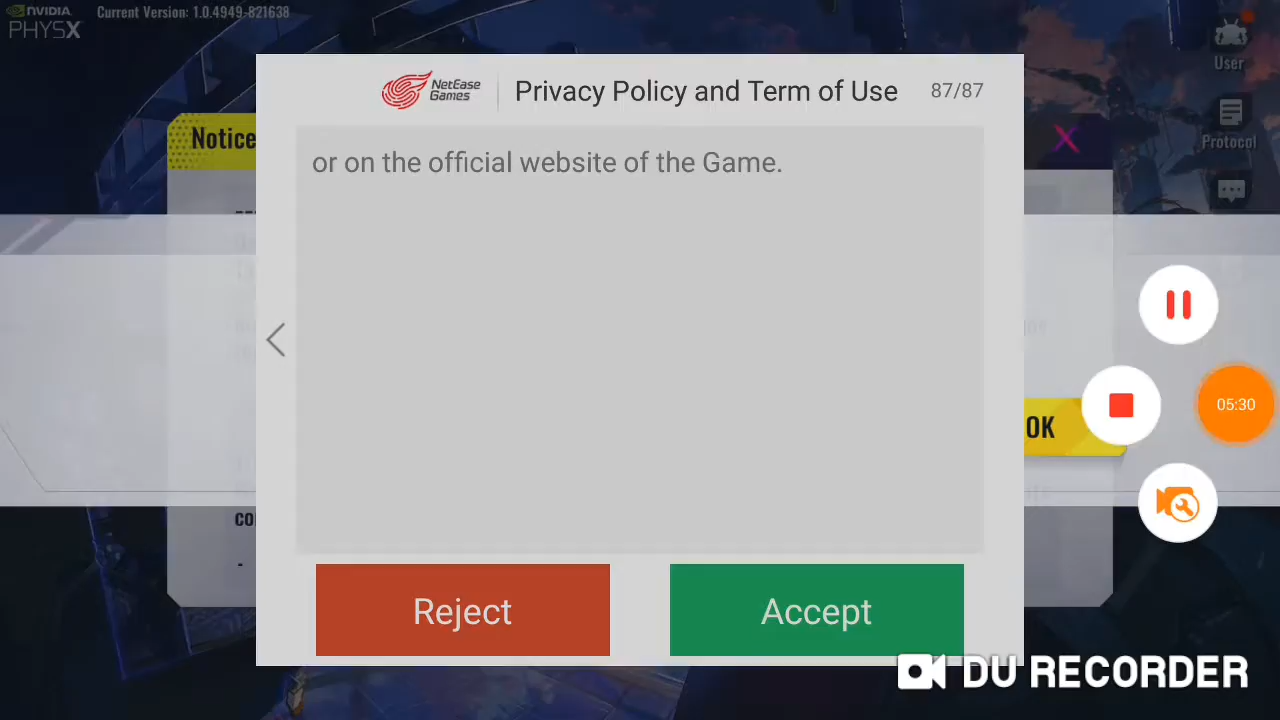 NVIDIA
PHYSX
Current Version: 1.0.4949-821638
User
NetEase
Games
Privacy Policy and Term of Use
87/87
Notice
Protocol
or on the official website of the Game.
05:30
OK
-
Reject
Accept
DU RECORDER